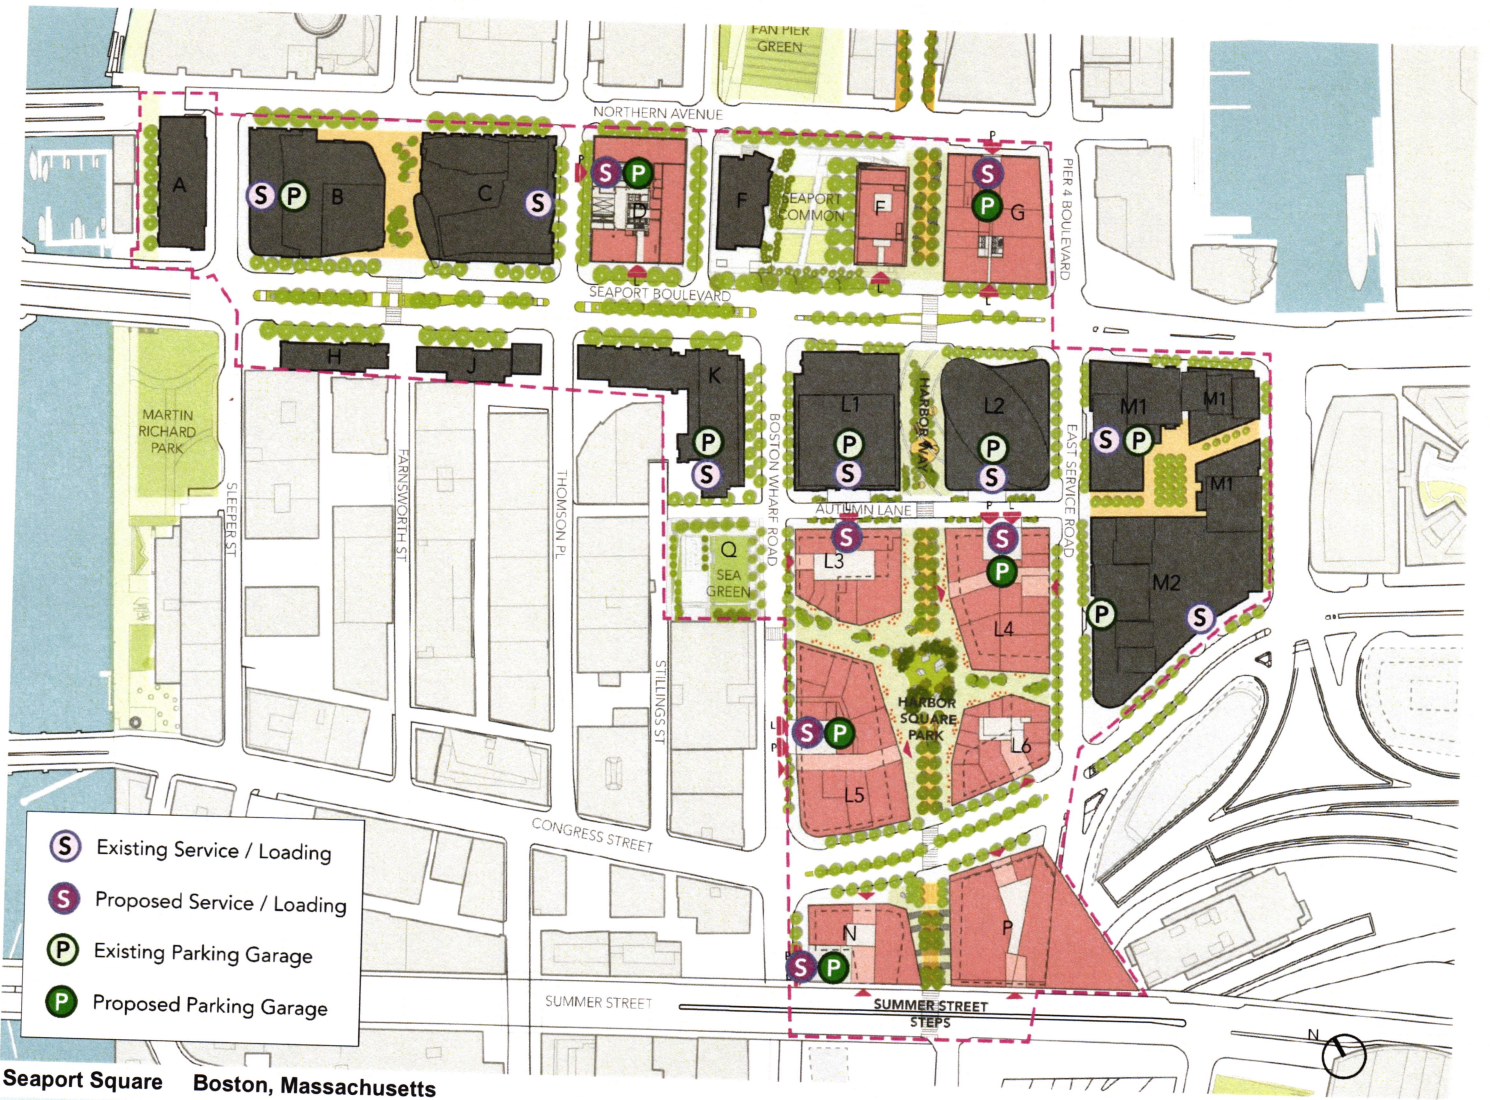 FAN PIER
GREEN
NORTHERN AVENUE
P
A
S
P
B
C
S
P
S
P
D
L
F
SEAPORT
COMMON
F
L
S
P
G
L
PIER 4 BOULEVARD
SEAPORT BOULEVARD
H
J
K
P
S
L1
P
S
HARBOR WAY
L2
P
S
M1
M1
S
P
M1
MARTIN
RICHARD
PARK
SLEEPER ST
FARNSWORTH ST
THOMSON PL
BOSTON WHARF ROAD
EAST SERVICE ROAD
AUTUMN LANE
L
P
L
Q
SEA
GREEN
S
L3
S
P
L4
M2
P
S
STILLINGS ST
HARBOR
SQUARE
PARK
L
P
S
P
L5
L6
CONGRESS STREET
N
P
S
P
SUMMER STREET
SUMMER STREET
STEPS
N
S Existing Service / Loading
S Proposed Service / Loading
P Existing Parking Garage
P Proposed Parking Garage
Seaport Square Boston, Massachusetts